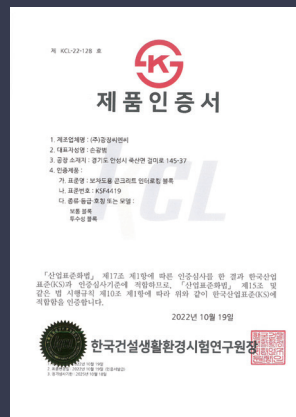 제 KCL-22-128 호
제품인증서
1. 제조업체명 : (주)광장씨엔씨
2. 대표자성명 : 손광원
3. 공장 소재지 : 경기도 안성시 죽산면 걸미로 145-37
4. 인증제품 :
가. 표준명 : 보차도용 콘크리트 인터로킹 블록
나. 표준번호 : KSF4419
다. 종류·등급·호칭 또는 모델 :
보통 블록
투수성 블록
KCL
「산업표준화법」 제17조 제1항에 따른 인증심사를 한 결과 한국산업
표준(KS)과 인증심사기준에 적합하므로, 「산업표준화법」 제15조 및
같은 법 시행규칙 제10조 제1항에 따라 위와 같이 한국산업표준(KS)에
적합함을 인증합니다.
2022년 10월 19일
한국건설생활환경시험연구원장